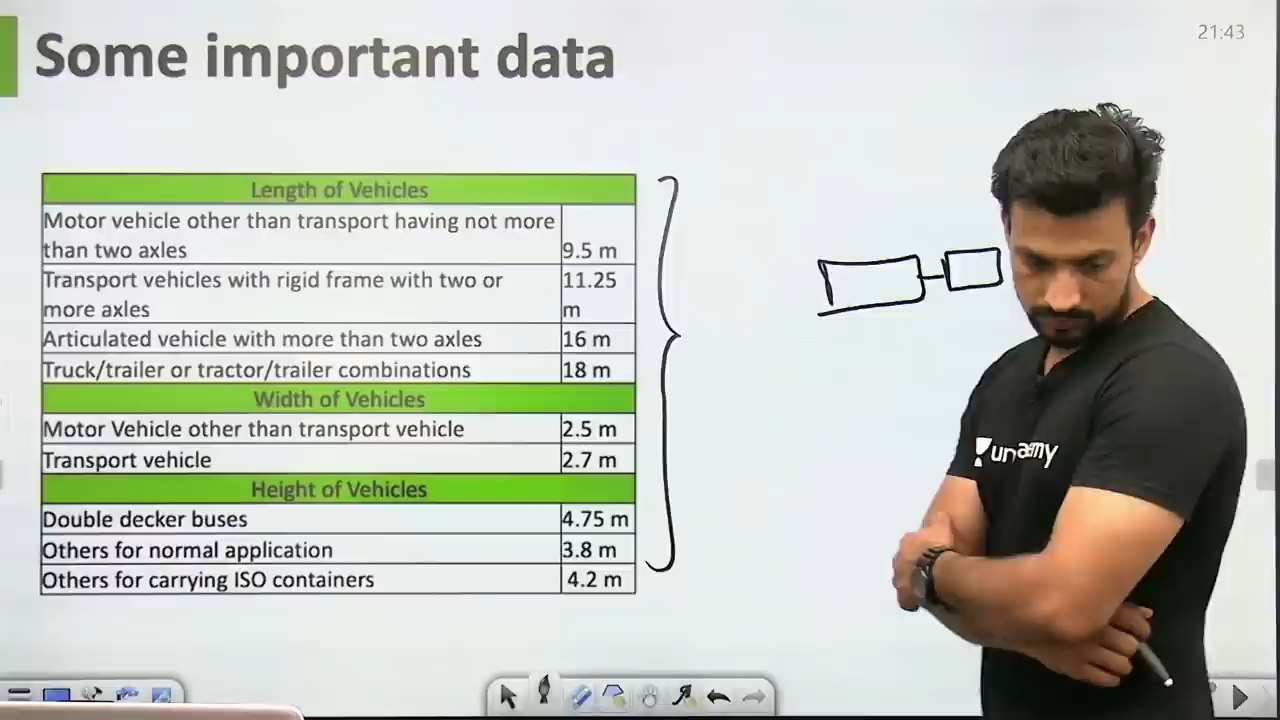 21:43
Some important data
Length of Vehicles
Motor vehicle other than transport having not more
than two axles
9.5 m
Transport vehicles with rigid frame with two or
more axles
11.25
m
Articulated vehicle with more than two axles
16 m
Truck/trailer or tractor/trailer combinations
18 m
Width of Vehicles
Motor Vehicle other than transport vehicle
2.5 m
Transport vehicle
2.7 m
Height of Vehicles
Double decker buses
4.75 m
Others for normal application
3.8 m
Others for carrying ISO containers
4.2 m